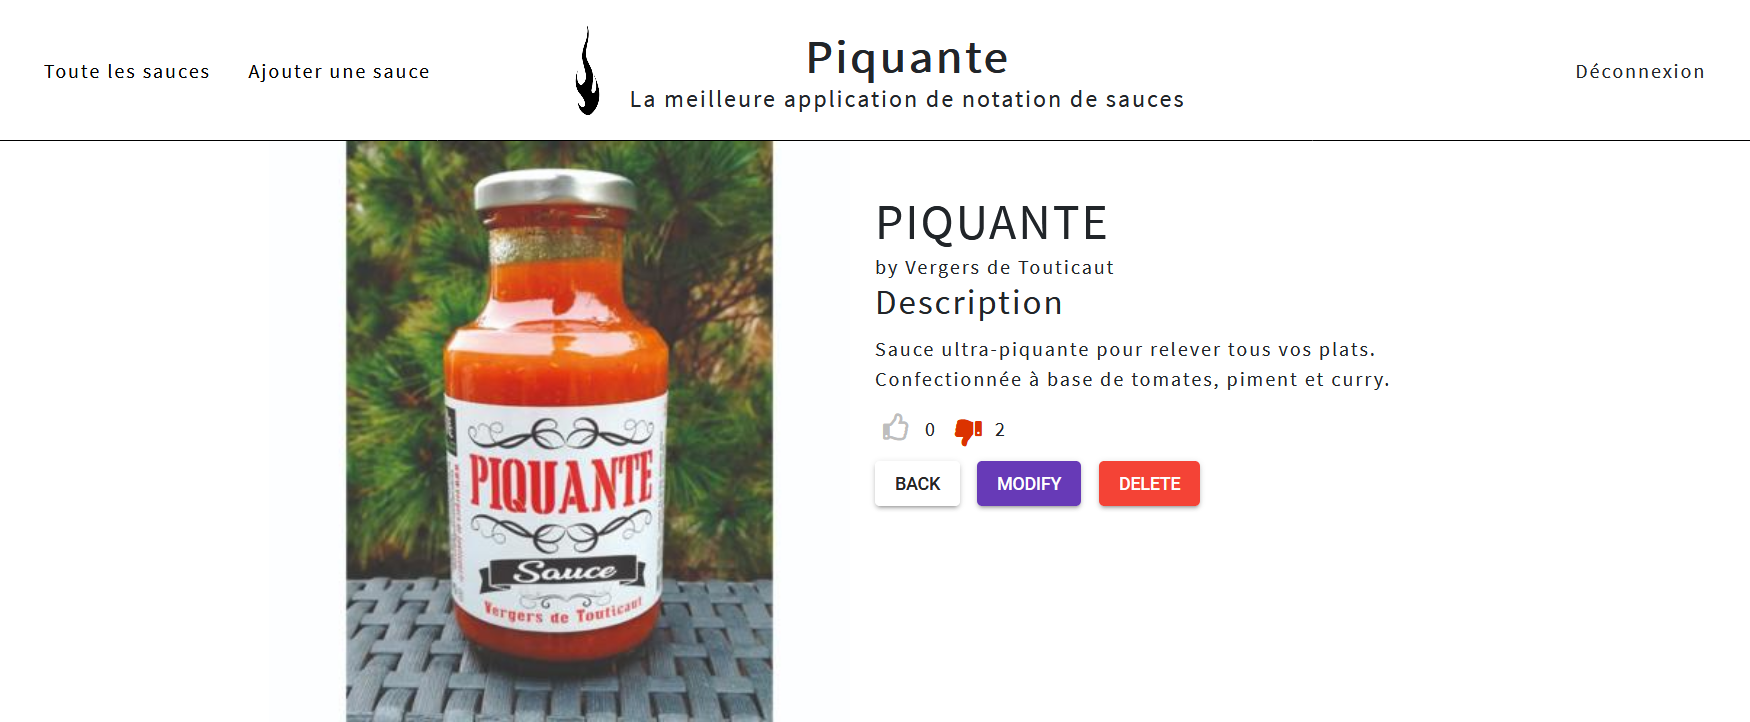 Toute les sauces
Ajouter une sauce
Piquante
La meilleure application de notation de sauces
Déconnexion
PIQUANTE
Sauce
Vergers de Touticaut
PIQUANTE
by Vergers de Touticaut
Description
Sauce ultra-piquante pour relever tous vos plats.
Confectionnée à base de tomates, piment et curry.
0
2
BACK
MODIFY
DELETE